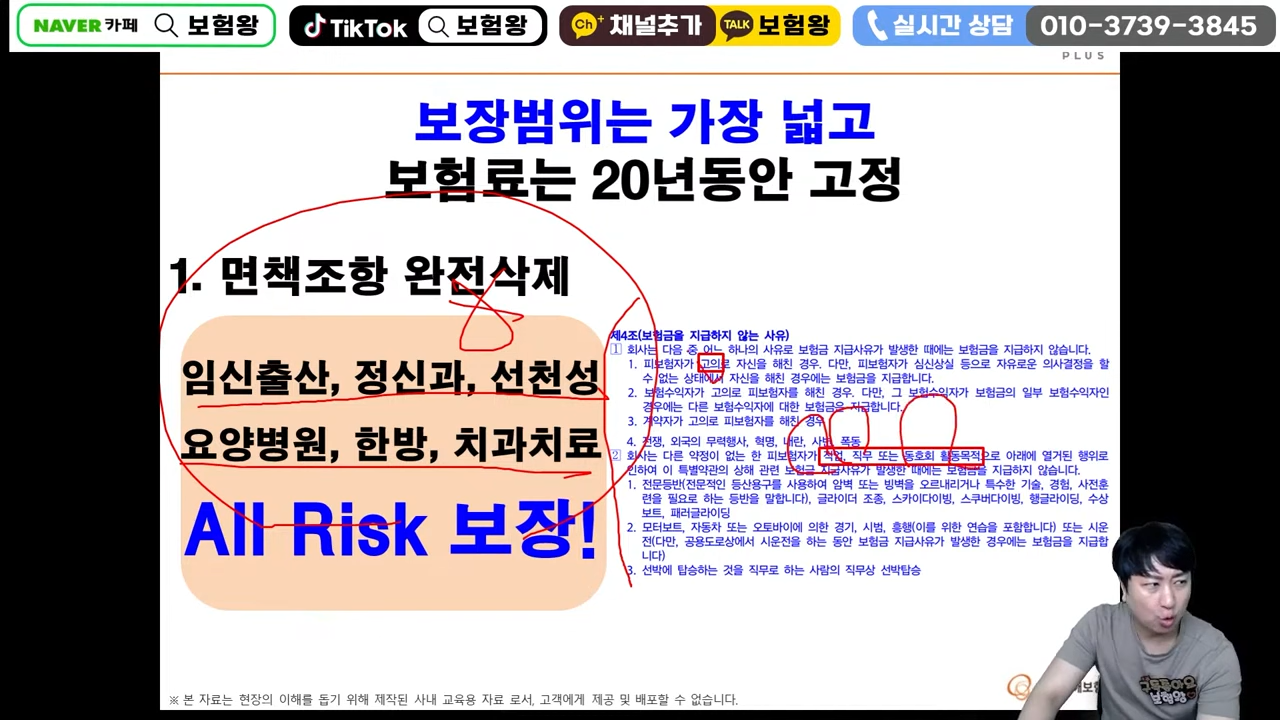 NAVER 카페 보험왕
TikTok 보험왕
Ch+ 채널추가 TALK 보험왕
실시간 상담 010-3739-3845
PLUS
보장범위는 가장 넓고
보험료는 20년동안 고정
1. 면책조항 완전삭제
임신출산, 정신과, 선천성
요양병원, 한방, 치과치료
All Risk 보장!
제4조(보험금을 지급하지 않는 사유)
1 회사는 다음 중 어느 하나의 사유로 보험금 지급사유가 발생한 때에는 보험금을 지급하지 않습니다.
1. 피보험자가 고의로 자신을 해친 경우. 다만, 피보험자가 심신상실 등으로 자유로운 의사결정을 할
수 없는 상태에서 자신을 해친 경우에는 보험금을 지급합니다.
2. 보험수익자가 고의로 피보험자를 해친 경우. 다만, 그 보험수익자가 보험금의 일부 보험수익자인
경우에는 다른 보험수익자에 대한 보험금은 지급합니다.
3. 계약자가 고의로 피보험자를 해친 경우
4. 전쟁, 외국의 무력행사, 혁명, 내란, 사변, 폭동
2 회사는 다른 약정이 없는 한 피보험자가 직업, 직무 또는 동호회 활동목적으로 아래에 열거된 행위로
인하여 이 특별약관의 상해 관련 보험금 지급사유가 발생한 때에는 보험금을 지급하지 않습니다.
1. 전문등반(전문적인 등산용구를 사용하여 암벽 또는 빙벽을 오르내리거나 특수한 기술, 경험, 사전훈
련을 필요로 하는 등반을 말합니다), 글라이더 조종, 스카이다이빙, 스쿠버다이빙, 행글라이딩, 수상
보트, 패러글라이딩
2. 모터보트, 자동차 또는 오토바이에 의한 경기, 시범, 흥행(이를 위한 연습을 포함합니다) 또는 시운
전(다만, 공용도로상에서 시운전을 하는 동안 보험금 지급사유가 발생한 경우에는 보험금을 지급합
니다)
3. 선박에 탑승하는 것을 직무로 하는 사람의 직무상 선박탑승
※ 본 자료는 현장의 이해를 돕기 위해 제작된 사내 교육용 자료 로서, 고객에게 제공 및 배포할 수 없습니다.
보험왕